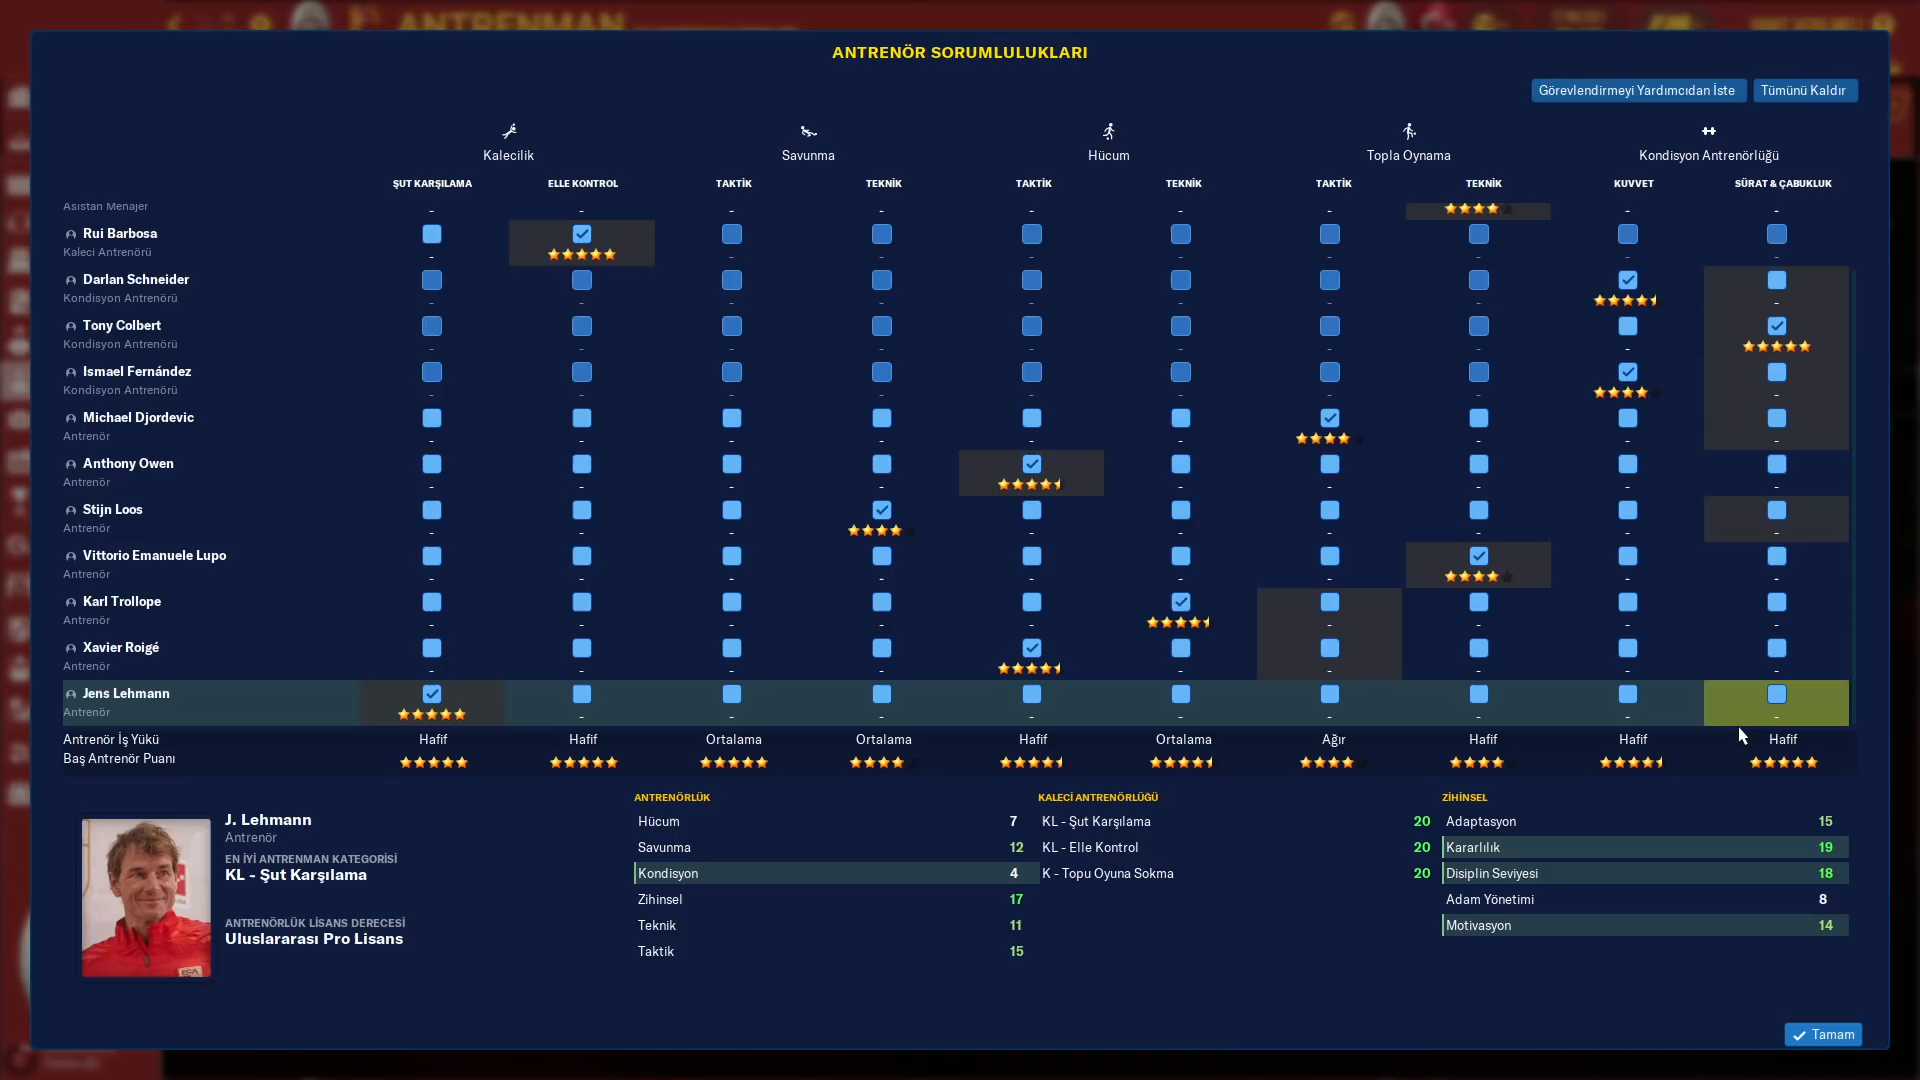 ANTRENMAN
ANTRENÖR SORUMLULUKLARI
Görevlendirmeyi Yardımcıdan İste
Tümünü Kaldır
Kalecilik Savunma Hücum Topla Oynama Kondisyon Antrenörlüğü
ŞUT KARŞILAMA ELLE KONTROL TAKTİK TEKNİK TAKTİK TEKNİK TAKTİK TEKNİK KUVVET SÜRAT & ÇABUKLUK
Asistan Menajer
- - - - - - - - -
Rui Barbosa
Kaleci Antrenörü
- - - - - - - - -
Darlan Schneider
Kondisyon Antrenörü
- - - - - - - - -
Tony Colbert
Kondisyon Antrenörü
- - - - - - - - -
Ismael Fernández
Kondisyon Antrenörü
- - - - - - - - -
Michael Djordevic
Antrenör
- - - - - - - - -
Anthony Owen
Antrenör
- - - - - - - - -
Stijn Loos
Antrenör
- - - - - - - - -
Vittorio Emanuele Lupo
Antrenör
- - - - - - - - -
Karl Trollope
Antrenör
- - - - - - - - -
Xavier Roigé
Antrenör
- - - - - - - - -
Jens Lehmann
Antrenör
- - - - - - - - -
Antrenör İş Yükü Hafif Hafif Ortalama Ortalama Hafif Ortalama Ağır Hafif Hafif Hafif
Baş Antrenör Puanı
J. Lehmann
Antrenör
EN İYİ ANTRENMAN KATEGORİSİ
KL - Şut Karşılama
ANTRENÖRLÜK LİSANS DERECESİ
Uluslararası Pro Lisans
ANTRENÖRLÜK
Hücum 7
Savunma 12
Kondisyon 4
Zihinsel 17
Teknik 11
Taktik 15
KALECİ ANTRENÖRLÜĞÜ
KL - Şut Karşılama 20
KL - Elle Kontrol 20
K - Topu Oyuna Sokma 20
ZİHİNSEL
Adaptasyon 15
Kararlılık 19
Disiplin Seviyesi 18
Adam Yönetimi 8
Motivasyon 14
Tamam